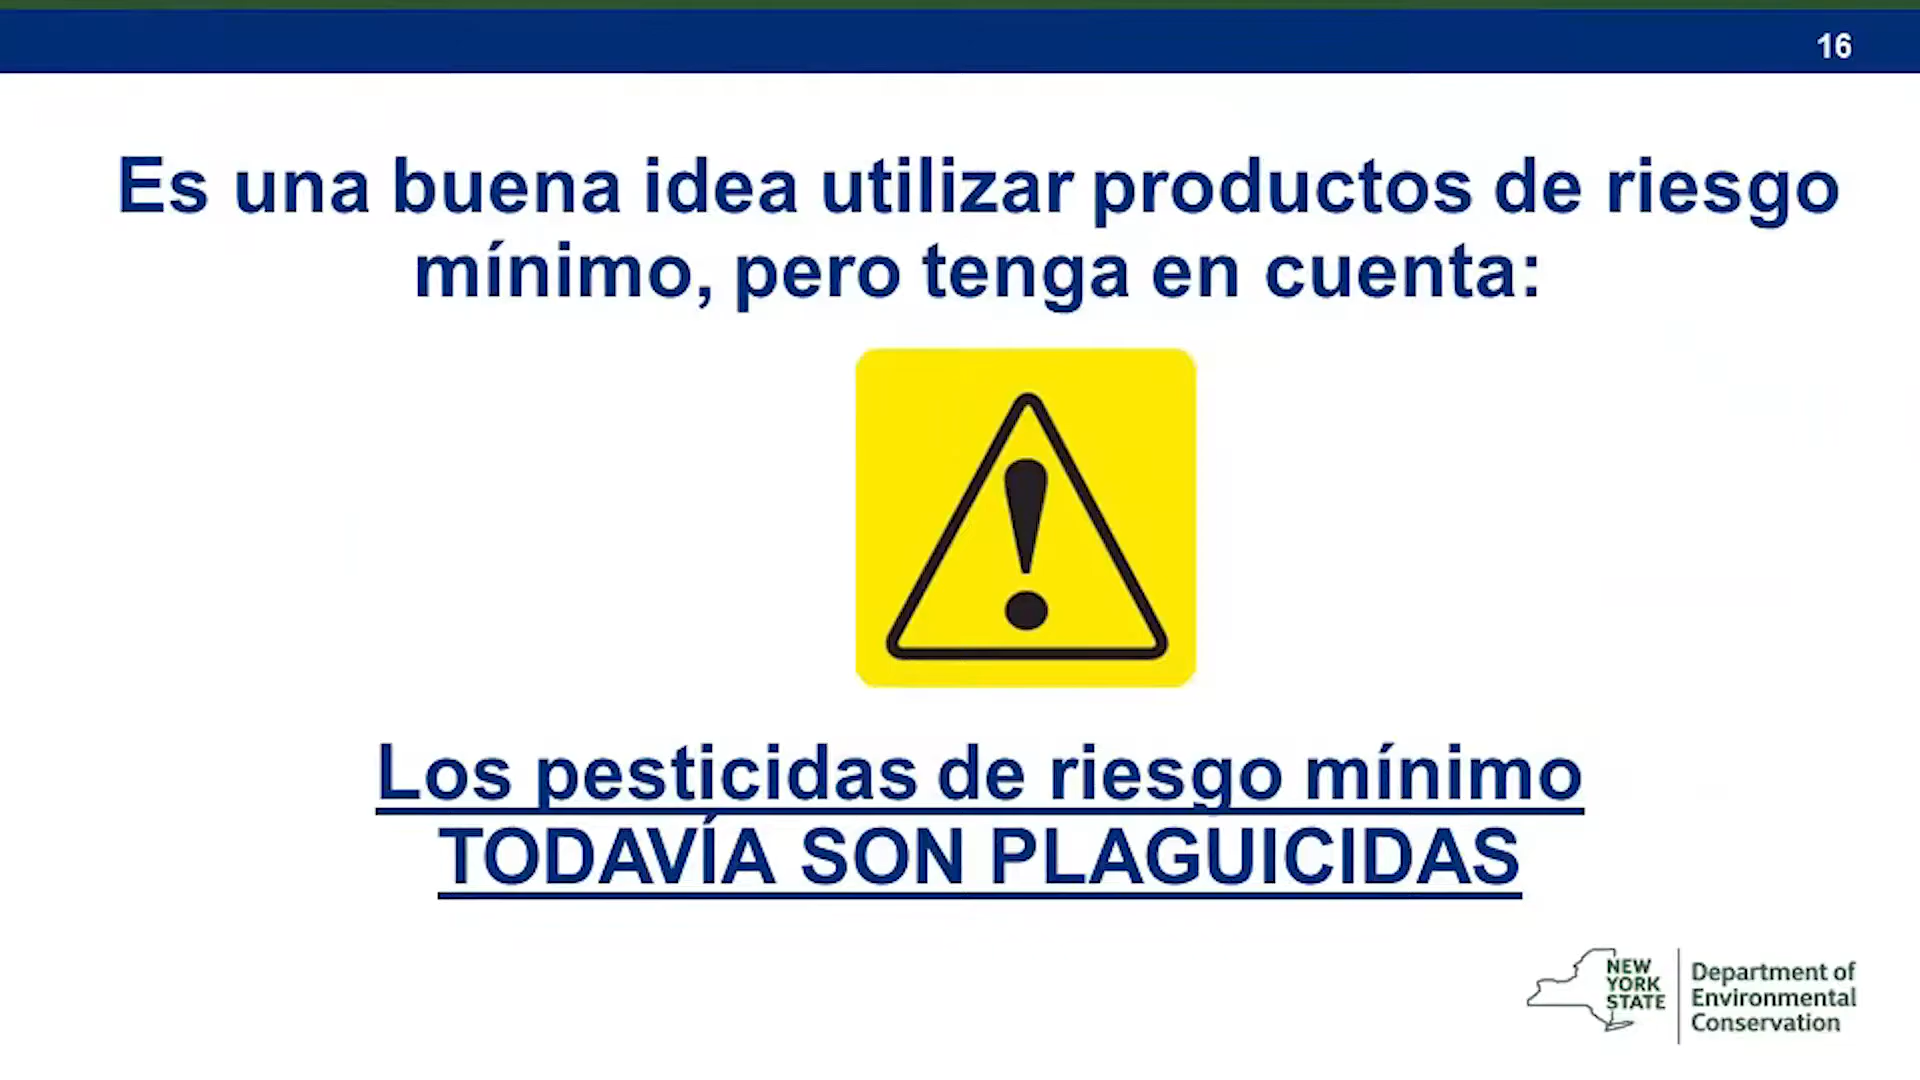 16
Es una buena idea utilizar productos de riesgo
mínimo, pero tenga en cuenta:
Los pesticidas de riesgo mínimo
TODAVÍA SON PLAGUICIDAS
NEW
YORK
STATE
Department of
Environmental
Conservation